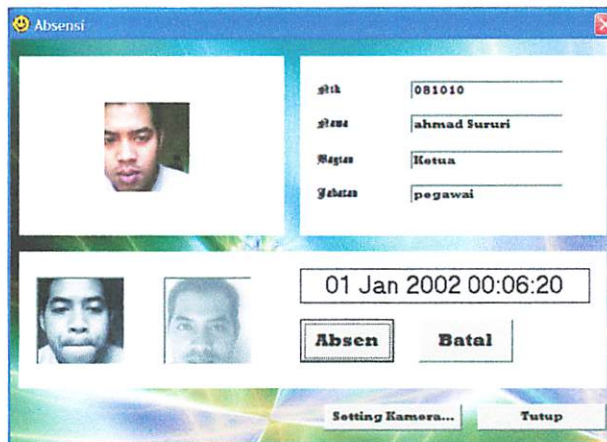 Absensi
Nik
081010
Nama
ahmad Sururi
Bagian
Ketua
Jabatan
pegawai
01 Jan 2002 00:06:20
Absen
Batal
Setting Kamera...
Tutup